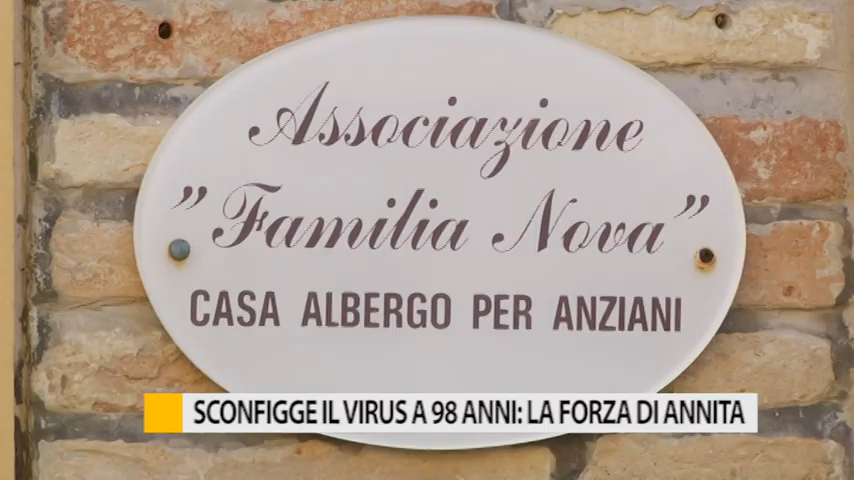 Associazione
"Familia Nova"
CASA ALBERGO PER ANZIANI
SCONFIGGE IL VIRUS A 98 ANNI: LA FORZA DI ANNITA